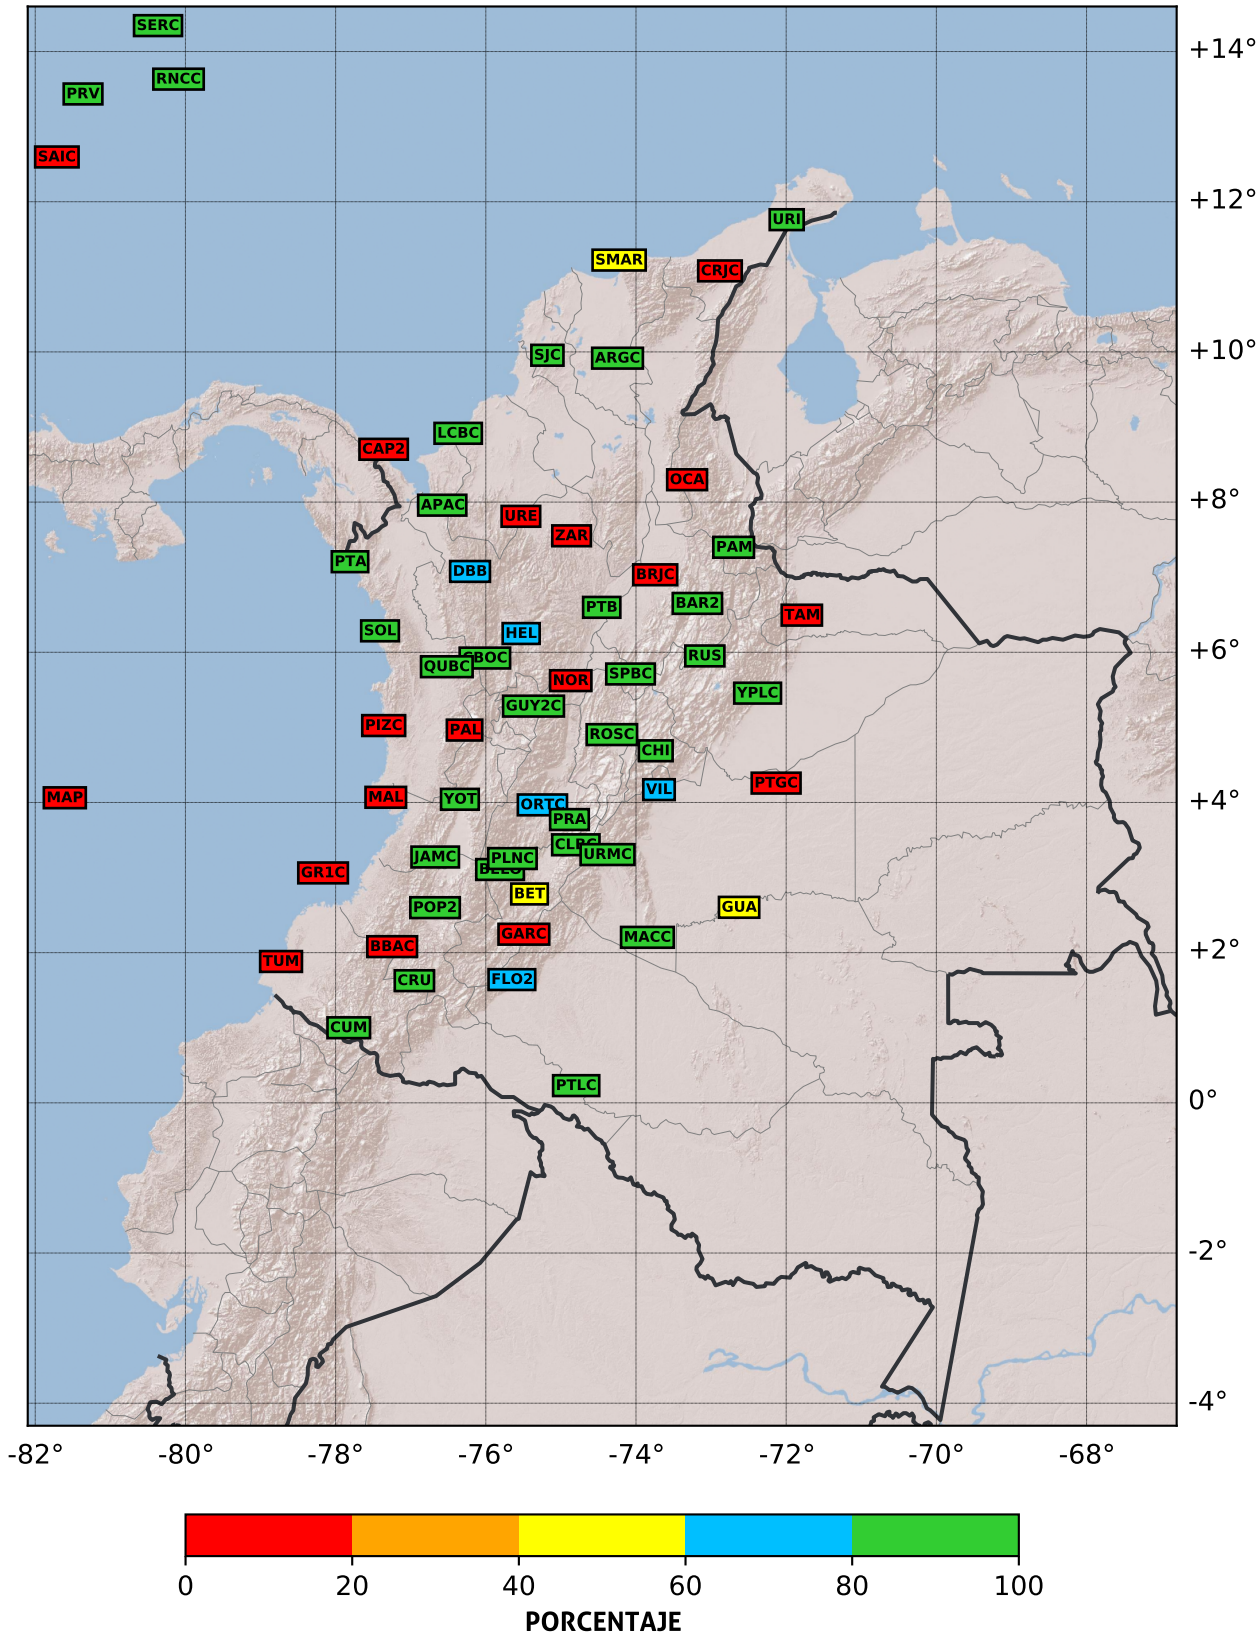 SERC
+14°
RNCC
PRV
SAIC
+12°
URI
SMAR
CRJC
SJC
ARGC
+10°
LCBC
CAP2
OCA
APAC
+8°
URE
ZAR
PAM
PTA
DBB
BRJC
PTB
BAR2
TAM
SOL
HEL
+6°
RUS
QUBC
SPBC
NOR
YPLC
GUY2C
PIZC
PAL
ROSC
CHI
PTGC
VIL
MAP
MAL
YOT
ORTC
+4°
PRA
JAMC
PLNC
URMC
GR1C
BET
POP2
GUA
GARC
MACC
BBAC
+2°
TUM
CRU
FLO2
CUM
PTLC
0°
-2°
-4°
-82°
-80°
-78°
-76°
-74°
-72°
-70°
-68°
0
20
40
60
80
100
PORCENTAJE